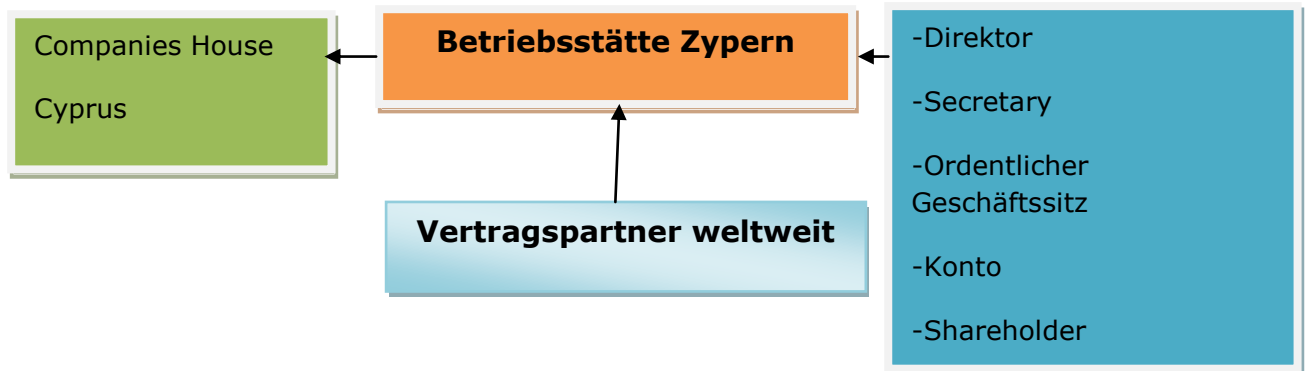 Companies House
Cyprus
Betriebsstätte Zypern
-Direktor
-Secretary
-Ordentlicher
Geschäftssitz
-Konto
-Shareholder
Vertragspartner weltweit